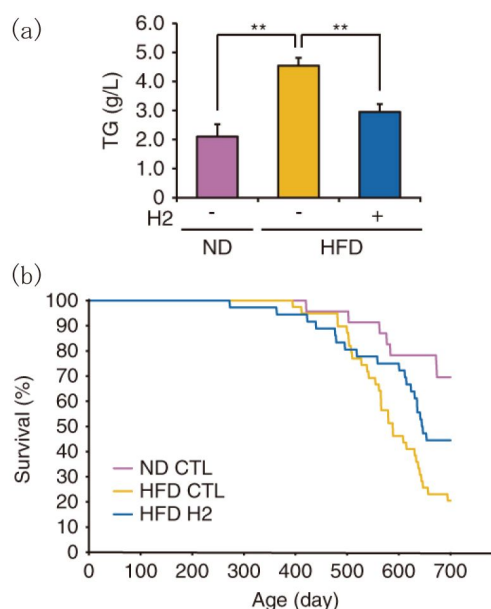 (a)
**
**
6.0
5.0
4.0
3.0
2.0
1.0
0
TG (g/L)
H2
-
-
+
ND
HFD
(b)
100
90
80
70
60
50
40
30
20
10
0
Survival (%)
ND CTL
HFD CTL
HFD H2
0
100
200
300
400
500
600
700
Age (day)